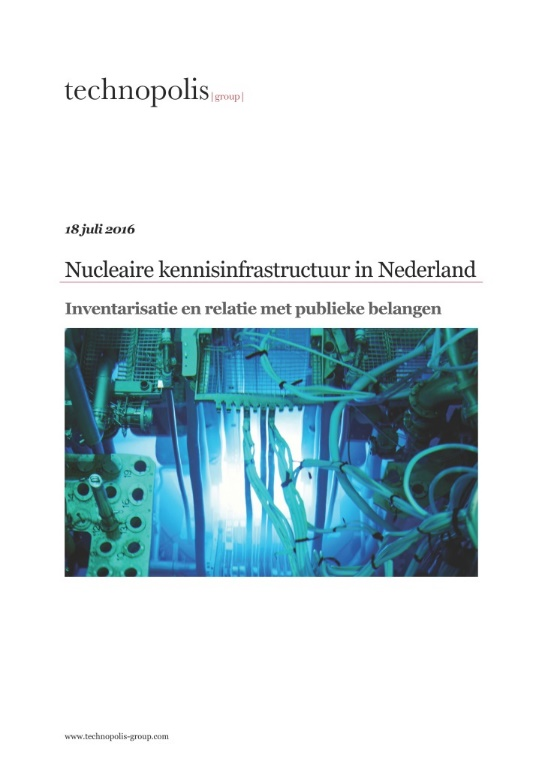 technopolis |group|
18 juli 2016
Nucleaire kennisinfrastructuur in Nederland
Inventarisatie en relatie met publieke belangen
www.technopolis-group.com